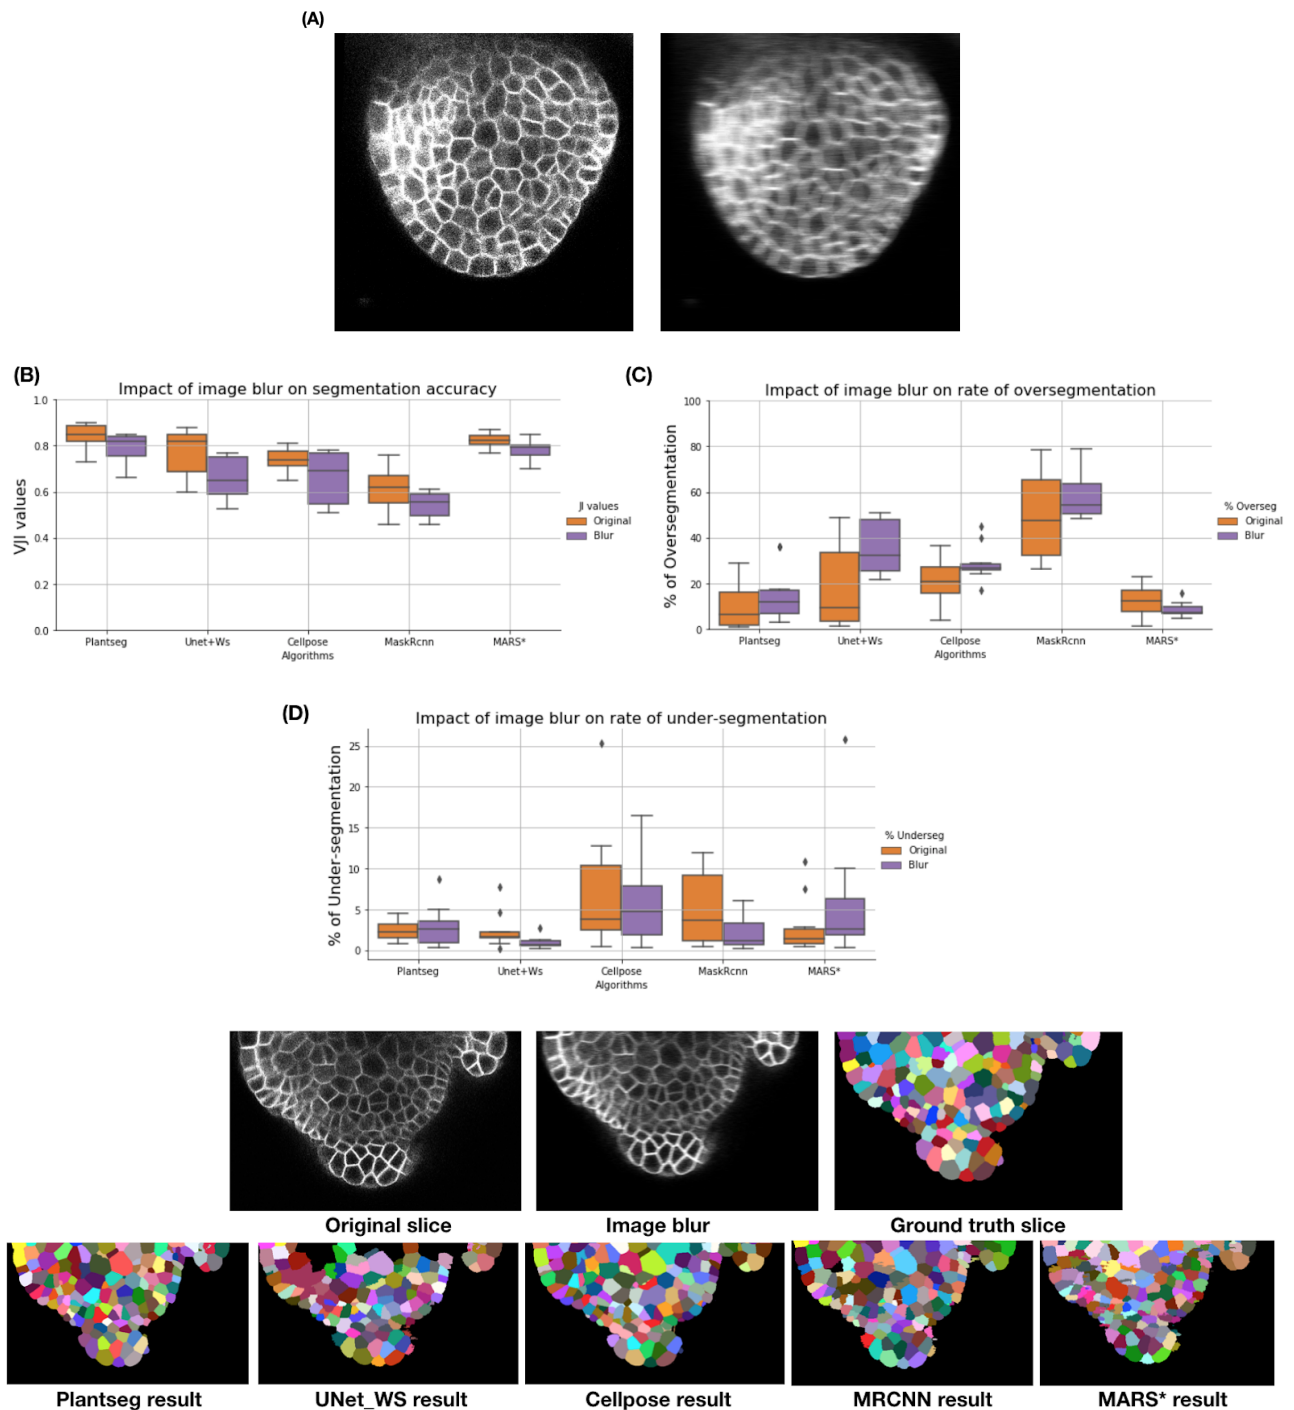 (A)
(B)
Impact of image blur on segmentation accuracy
VJI values
1.0
0.8
0.6
0.4
0.2
0.0
Plantseg Unet+Ws Cellpose MaskRcnn MARS*
Algorithms
JI values
Original
Blur
(C)
Impact of image blur on rate of oversegmentation
% of Oversegmentation
100
80
60
40
20
0
Plantseg Unet+Ws Cellpose MaskRcnn MARS*
Algorithms
% Overseg
Original
Blur
(D)
Impact of image blur on rate of under-segmentation
% of Under-segmentation
25
20
15
10
5
0
Plantseg Unet+Ws Cellpose MaskRcnn MARS*
Algorithms
% Underseg
Original
Blur
Original slice Image blur Ground truth slice
Plantseg result UNet_WS result Cellpose result MRCNN result MARS* result